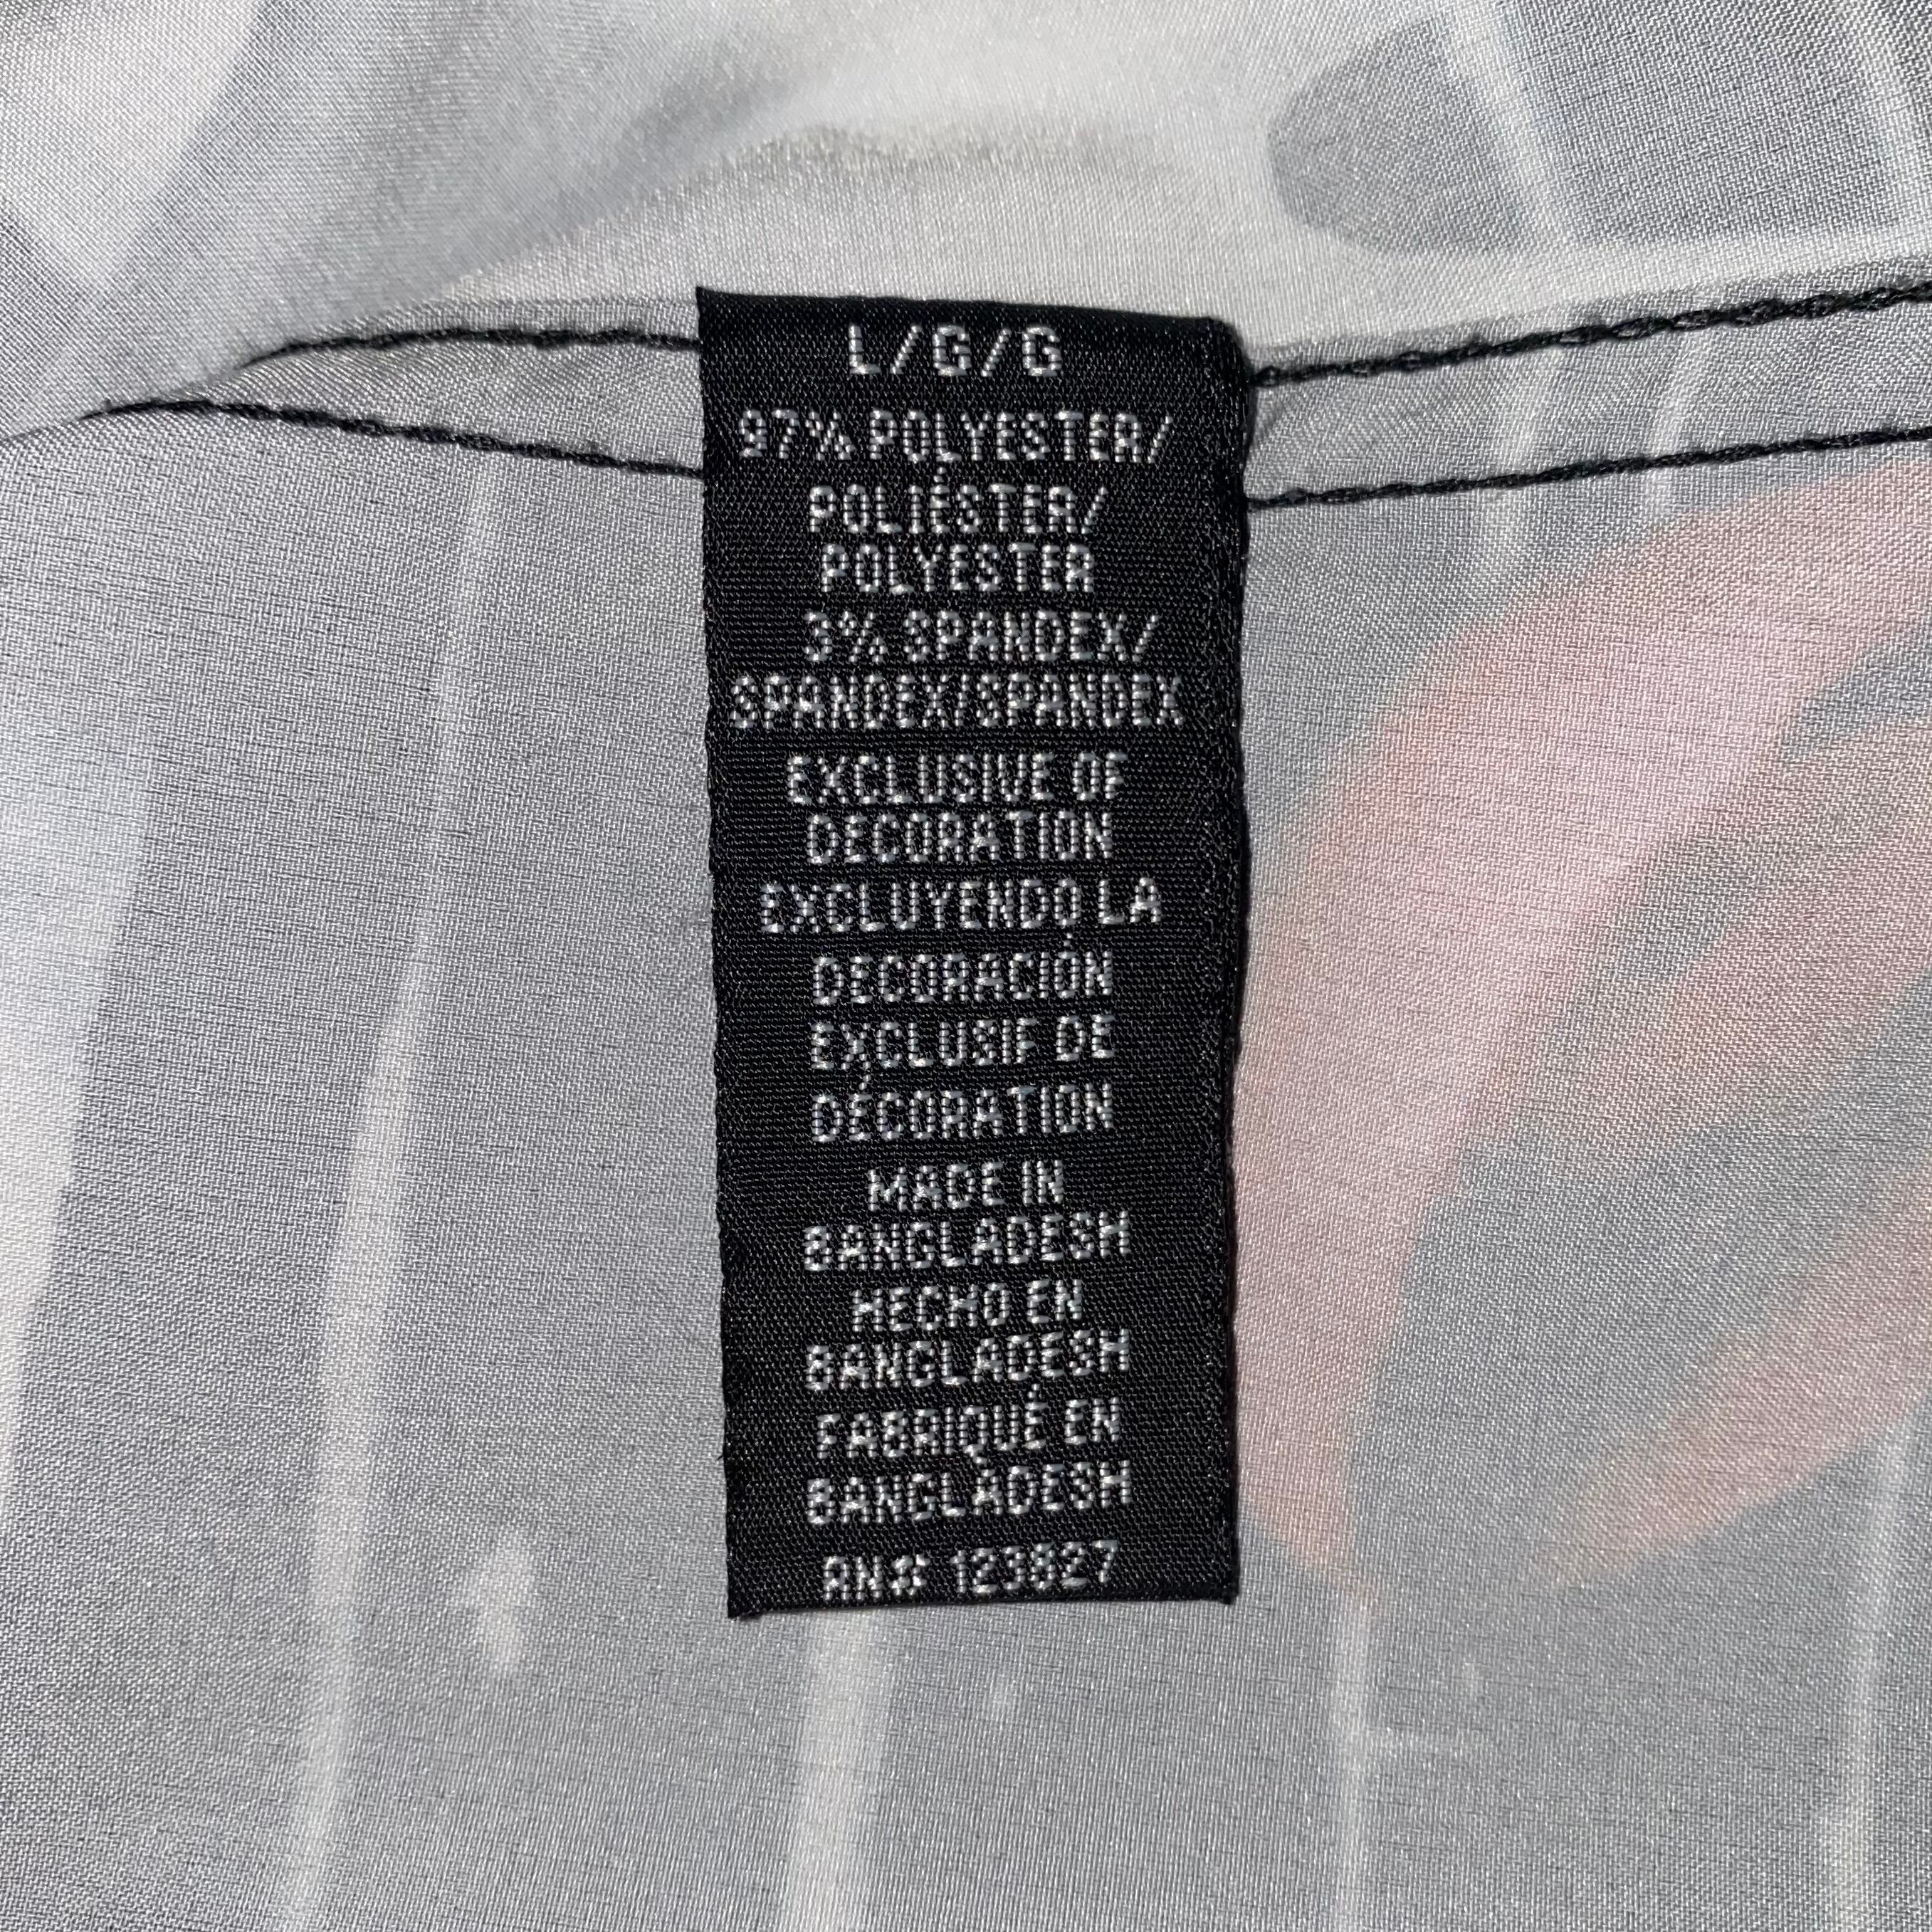 L/G/G
97% POLYESTER/
POLIÉSTER/
POLYESTER
3% SPANDEX/
SPANDEX/SPANDEX
EXCLUSIVE OF
DECORATION
EXCLUYENDO LA
DECORACIÓN
EXCLUSIF DE
DÉCORATION
MADE IN
BANGLADESH
HECHO EN
BANGLADESH
FABRIQUÉ EN
BANGLADESH
RN# 123827